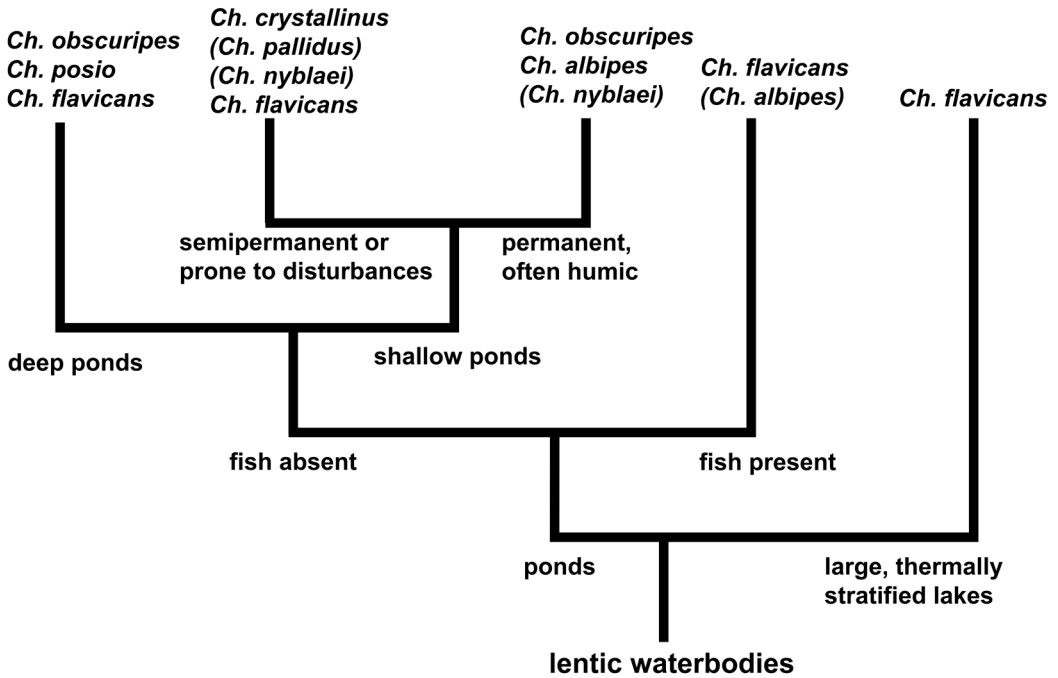 Ch. obscuripes
Ch. posio
Ch. flavicans
Ch. crystallinus
(Ch. pallidus)
(Ch. nyblaei)
Ch. flavicans
Ch. obscuripes
Ch. albipes
(Ch. nyblaei)
Ch. flavicans
(Ch. albipes)
Ch. flavicans
semipermanent or
prone to disturbances
permanent,
often humic
deep ponds
shallow ponds
fish absent
fish present
ponds
large, thermally
stratified lakes
lentic waterbodies